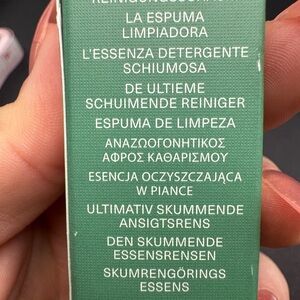 LA ESPUMA
LIMPIADORA
L'ESSENZA DETERGENTE
SCHIUMOSA
DE ULTIEME
SCHUIMENDE REINIGER
ESPUMA DE LIMPEZA
ΑΝΑΖΩΟΓΟΝΗΤΙΚΟΣ
ΑΦΡΟΣ ΚΑΘΑΡΙΣΜΟΥ
ESENCJA OCZYSZCZAJĄCA
W PIANCE
ULTIMATIV SKUMMENDE
ANSIGTSRENS
DEN SKUMMENDE
ESSENSRENSEN
SKUMRENGÖRINGS
ESSENS